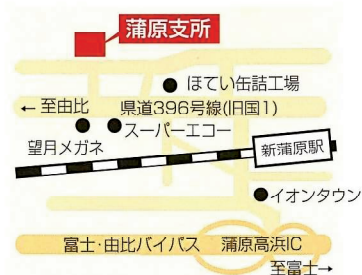 蒲原支所
ほてい缶詰工場
←至由比 県道396号線(旧国1)
スーパーエコー
望月メガネ
新蒲原駅
イオンタウン
富士・由比バイパス 蒲原高浜IC
至富士→